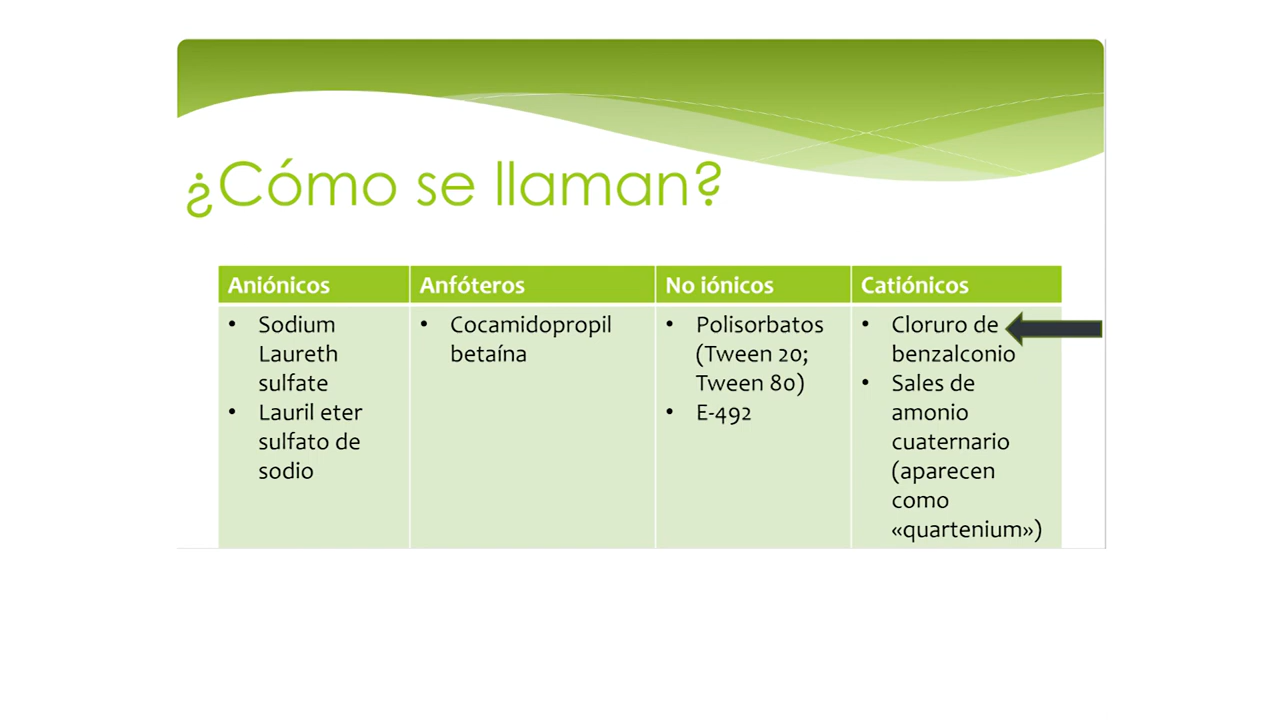 ¿Cómo se llaman?
Aniónicos
Anfóteros
No iónicos
Catiónicos
• Sodium
Laureth
sulfate
• Lauril eter
sulfato de
sodio
• Cocamidopropil
betaína
• Polisorbatos
(Tween 20;
Tween 80)
• E-492
• Cloruro de
benzalconio
• Sales de
amonio
cuaternario
(aparecen
como
«quartenium»)